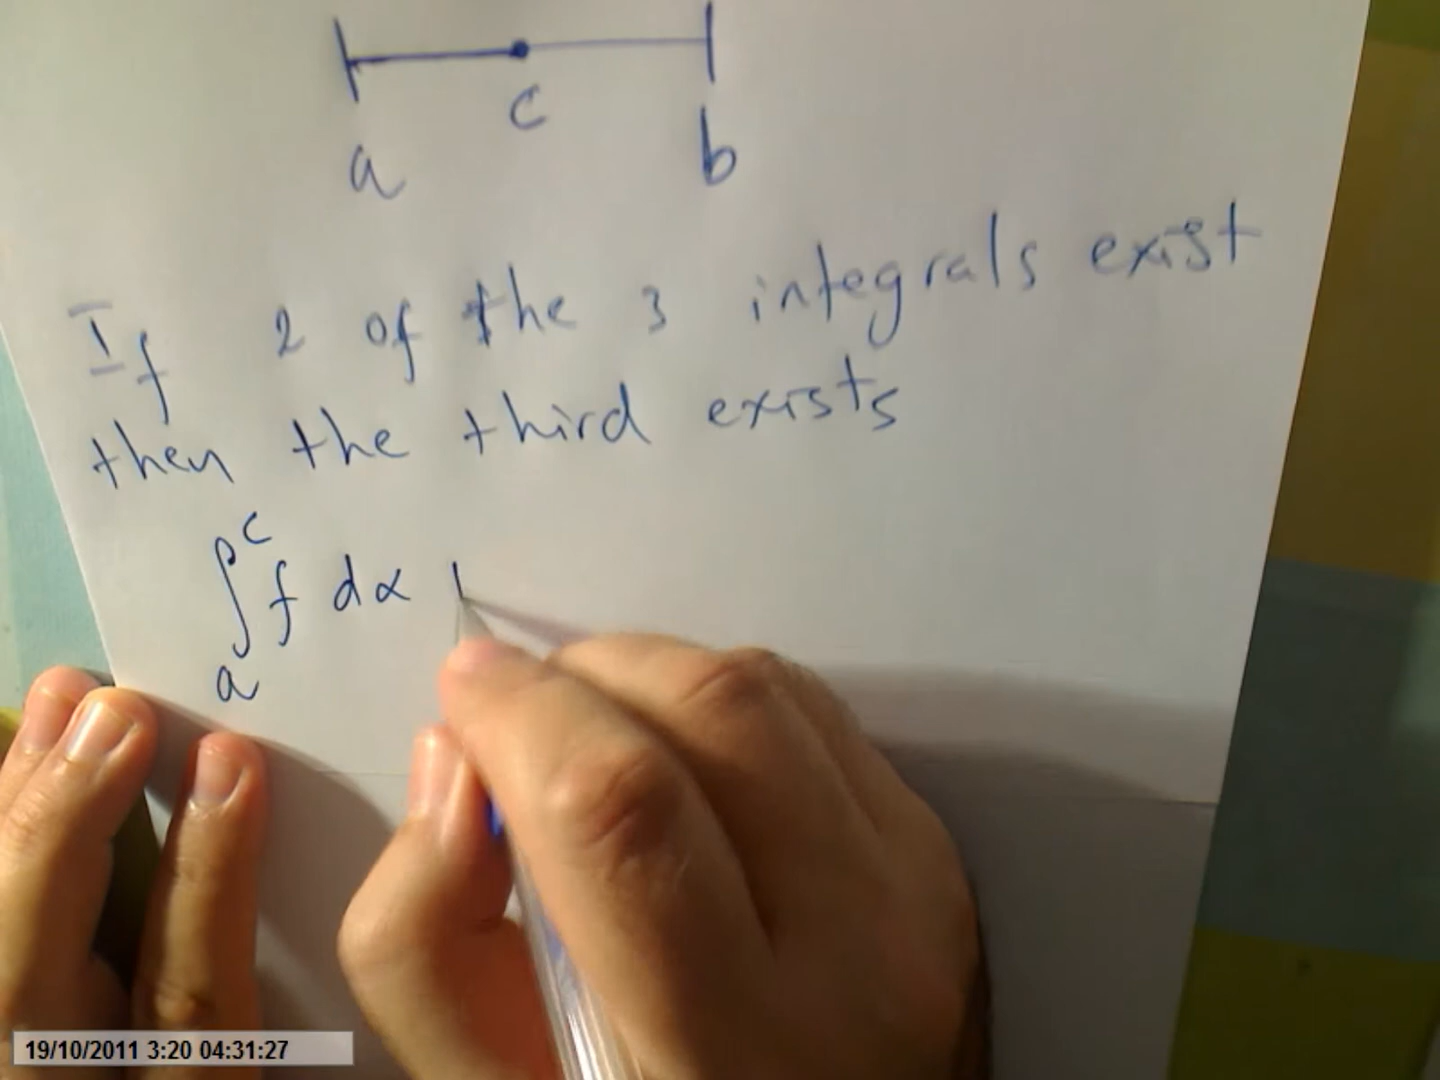 a c b
If 2 of the 3 integrals exist
then the third exists
∫_a^c f dα
19/10/2011 3:20 04:31:27